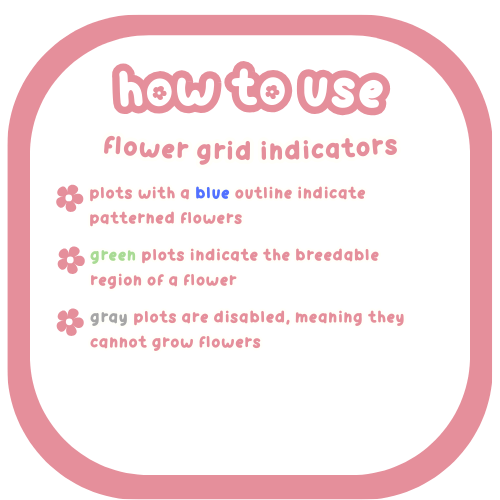 how to use
flower grid indicators
plots with a blue outline indicate
patterned flowers
green plots indicate the breedable
region of a flower
gray plots are disabled, meaning they
cannot grow flowers